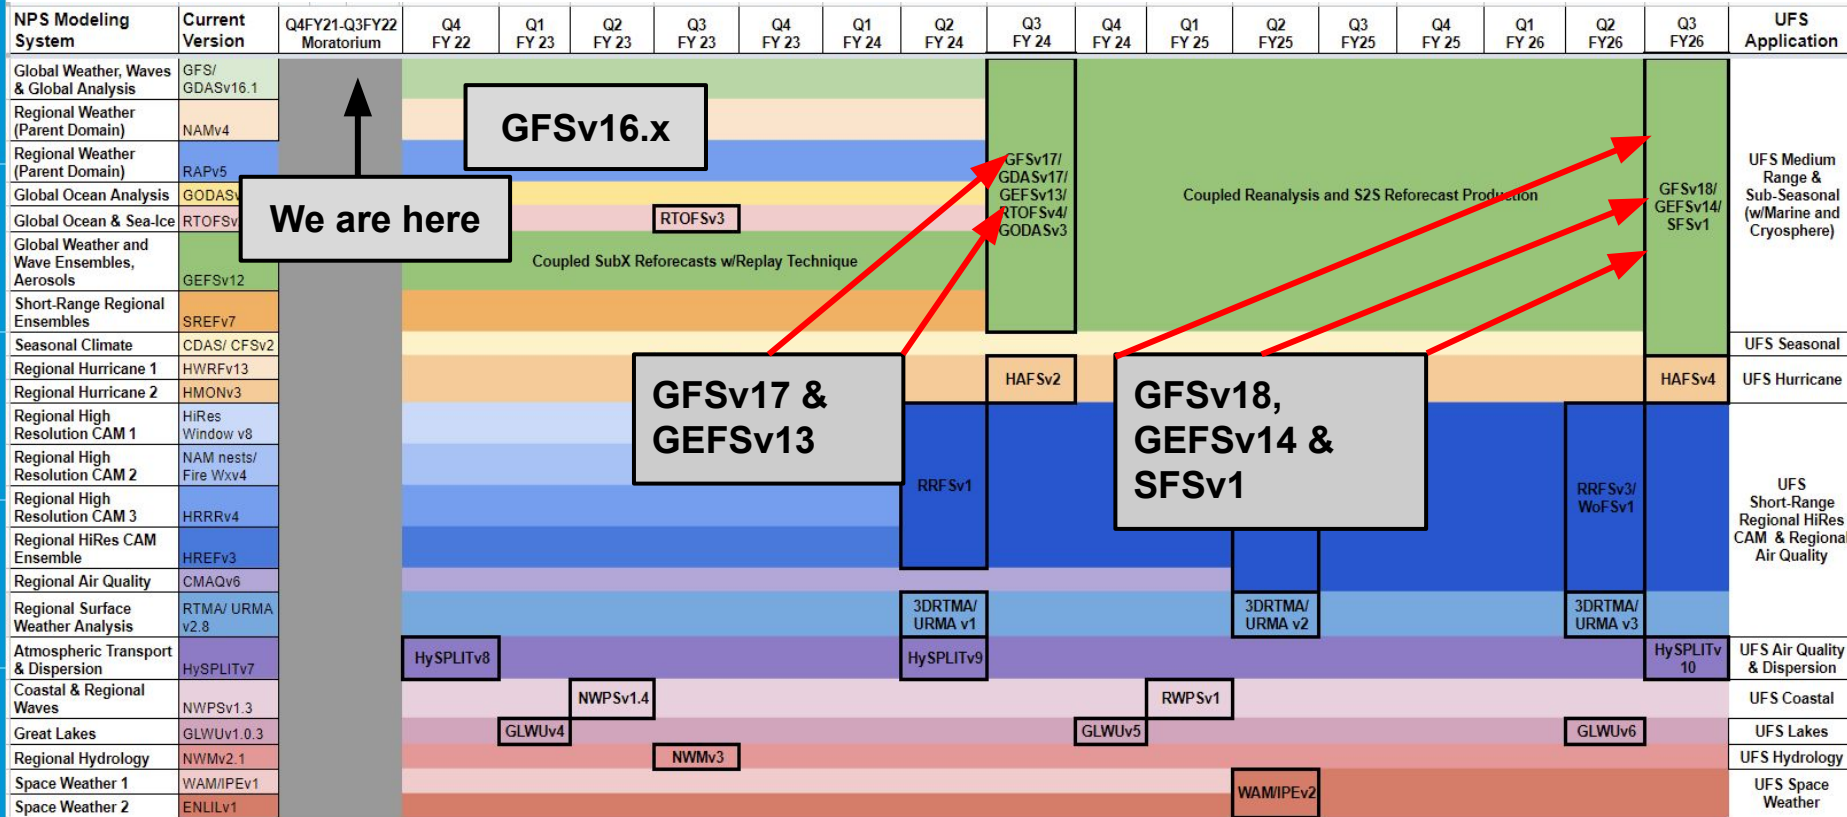 NPS Modeling
System
Current
Version
Q4FY21-Q3FY22
Moratorium
Q4
FY 22
Q1
FY 23
Q2
FY 23
Q3
FY 23
Q4
FY 23
Q1
FY 24
Q2
FY 24
Q3
FY 24
Q4
FY 24
Q1
FY 25
Q2
FY25
Q3
FY25
Q4
FY 25
Q1
FY 26
Q2
FY26
Q3
FY26
UFS
Application
Global Weather, Waves
& Global Analysis
GFS/
GDASv16.1
Regional Weather
(Parent Domain)
NAMv4
GFSv16.x
Regional Weather
(Parent Domain)
RAPv5
GFSv17/
GDASv17/
GEFSv13/
RTOFSv4/
GODASv3
Coupled Reanalysis and S2S Reforecast Production
GFSv18/
GEFSv14/
SFSv1
UFS Medium
Range &
Sub-Seasonal
(w/Marine and
Cryosphere)
Global Ocean Analysis
GODASv
We are here
Global Ocean & Sea-Ice
RTOFSv
RTOFSv3
Global Weather and
Wave Ensembles,
Aerosols
GEFSv12
Coupled SubX Reforecasts w/Replay Technique
Short-Range Regional
Ensembles
SREFv7
Seasonal Climate
CDAS/ CFSv2
UFS Seasonal
Regional Hurricane 1
HWRFv13
HAFSv2
HAFSv4
UFS Hurricane
Regional Hurricane 2
HMONv3
GFSv17 &
GEFSv13
GFSv18,
GEFSv14 &
SFSv1
Regional High
Resolution CAM 1
HiRes
Window v8
Regional High
Resolution CAM 2
NAM nests/
Fire Wxv4
RRFSv1
RRFSv3/
WoFSv1
UFS
Short-Range
Regional HiRes
CAM & Regional
Air Quality
Regional High
Resolution CAM 3
HRRRv4
Regional HiRes CAM
Ensemble
HREFv3
Regional Air Quality
CMAQv6
Regional Surface
Weather Analysis
RTMA/ URMA
v2.8
3DRTMA/
URMA v1
3DRTMA/
URMA v2
3DRTMA/
URMA v3
Atmospheric Transport
& Dispersion
HySPLITv7
HySPLITv8
HySPLITv9
HySPLITv
10
UFS Air Quality
& Dispersion
Coastal & Regional
Waves
NWPSv1.3
NWPSv1.4
RWPSv1
UFS Coastal
Great Lakes
GLWUv1.0.3
GLWUv4
GLWUv5
GLWUv6
UFS Lakes
Regional Hydrology
NWMv2.1
NWMv3
UFS Hydrology
Space Weather 1
WAM/IPEv1
WAM/IPEv2
UFS Space
Weather
Space Weather 2
ENLILv1